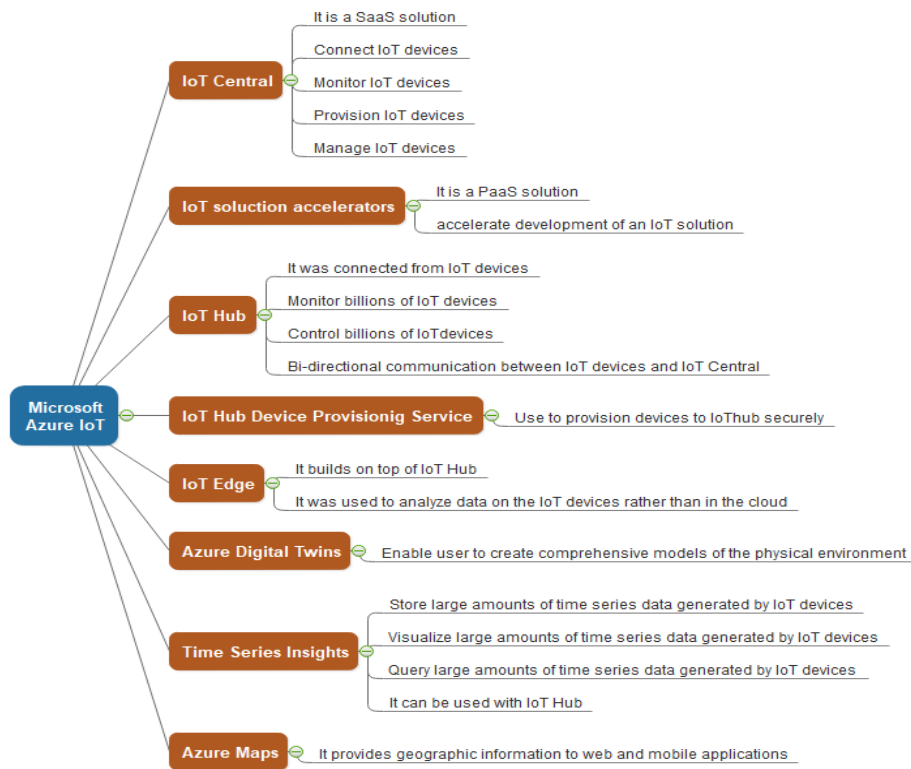 Microsoft
Azure IoT
IoT Central
It is a SaaS solution
Connect IoT devices
Monitor IoT devices
Provision IoT devices
Manage IoT devices
IoT soluction accelerators
It is a PaaS solution
accelerate development of an IoT solution
IoT Hub
It was connected from IoT devices
Monitor billions of IoT devices
Control billions of IoTdevices
Bi-directional communication between IoT devices and IoT Central
IoT Hub Device Provisionig Service
Use to provision devices to IoThub securely
IoT Edge
It builds on top of IoT Hub
It was used to analyze data on the IoT devices rather than in the cloud
Azure Digital Twins
Enable user to create comprehensive models of the physical environment
Time Series Insights
Store large amounts of time series data generated by IoT devices
Visualize large amounts of time series data generated by IoT devices
Query large amounts of time series data generated by IoT devices
It can be used with IoT Hub
Azure Maps
It provides geographic information to web and mobile applications